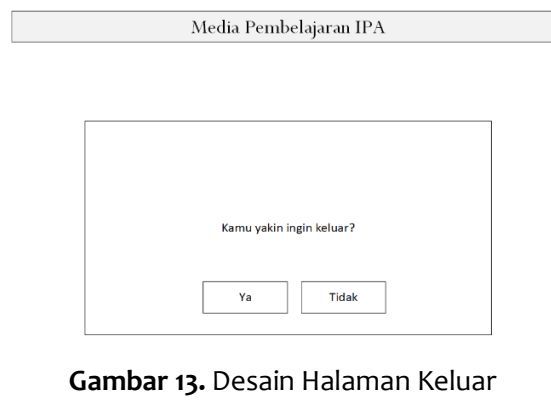 Media Pembelajaran IPA
Kamu yakin ingin keluar?
Ya Tidak
Gambar 13. Desain Halaman Keluar